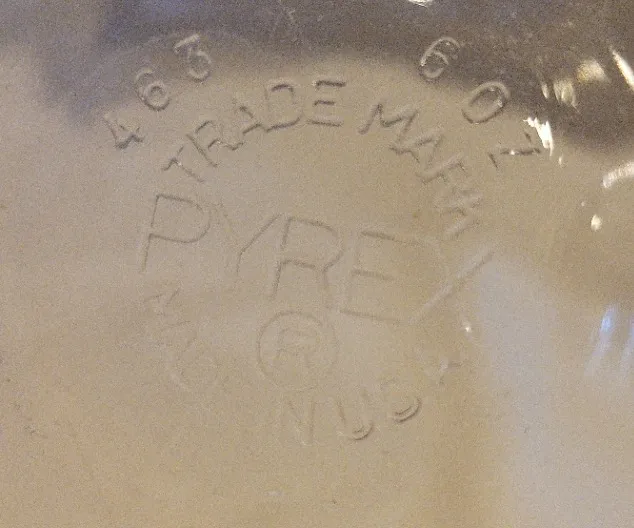 463 6 OZ
TRADE MARK
PYREX
®